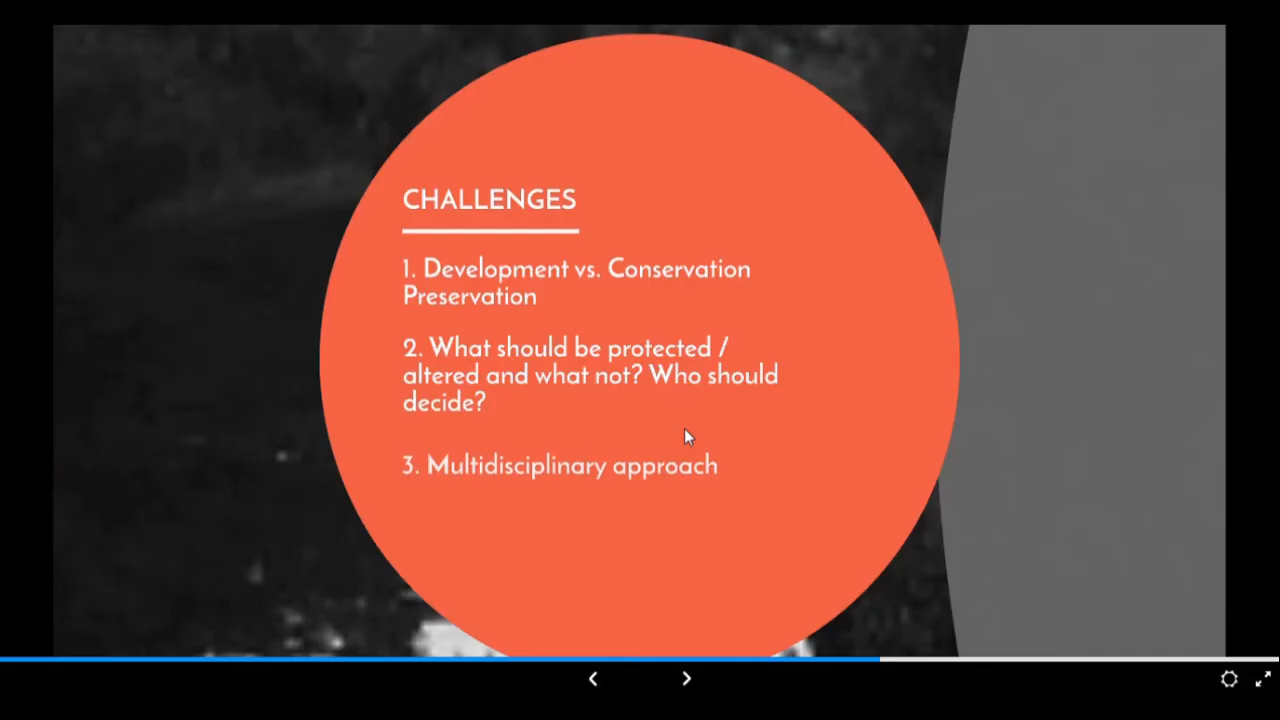 CHALLENGES
1. Development vs. Conservation
Preservation
2. What should be protected /
altered and what not? Who should
decide?
3. Multidisciplinary approach